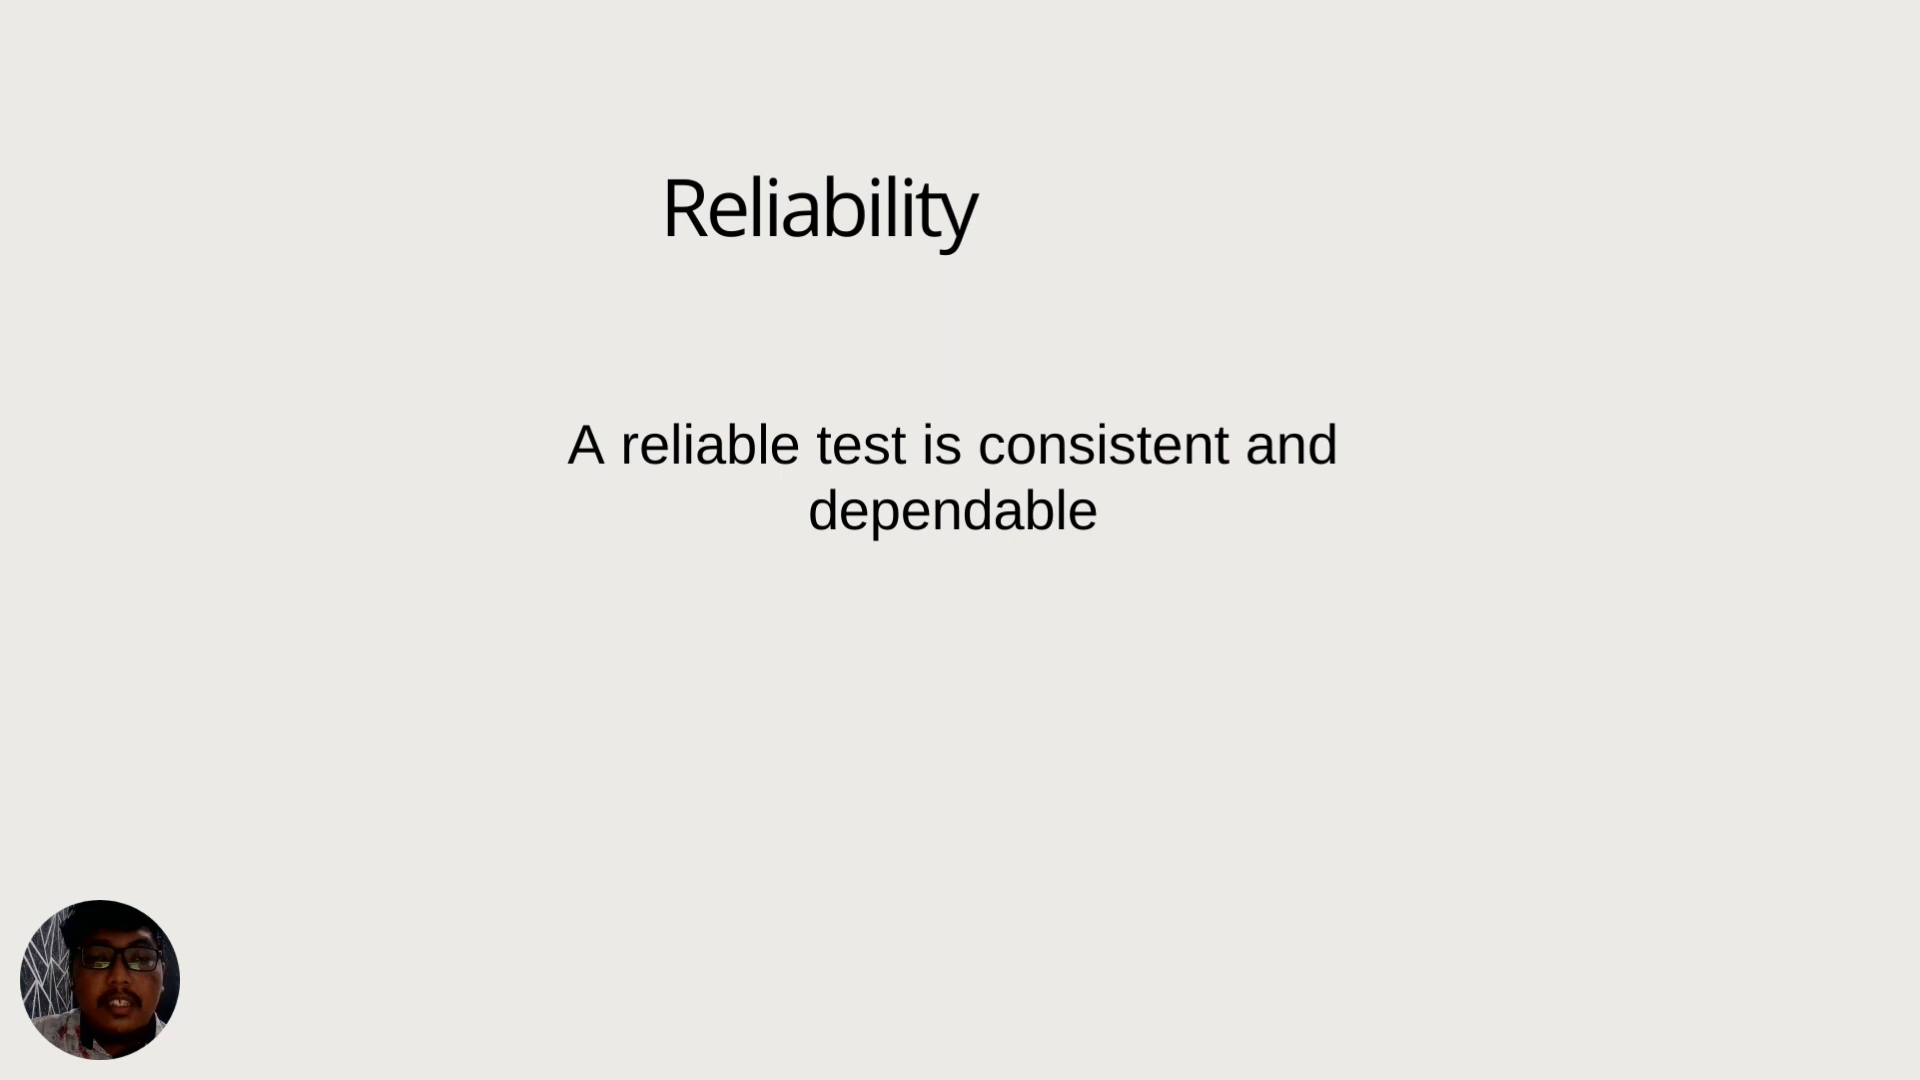 Reliability
A reliable test is consistent and
dependable